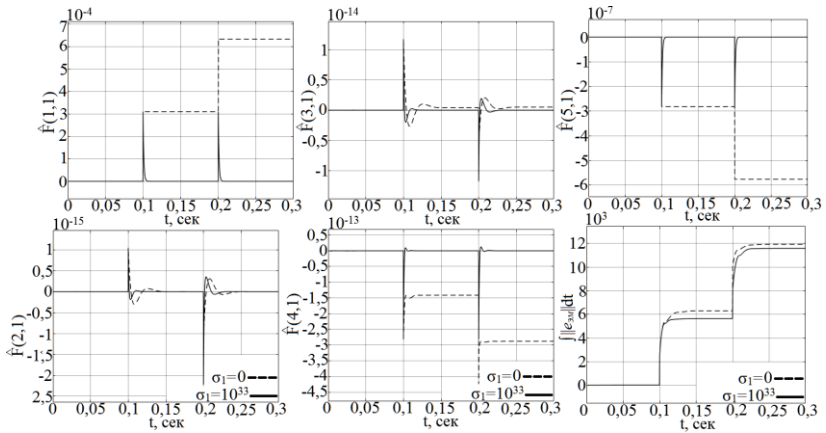 10⁻⁴
7
6
5
4
3
2
1
0
F̂(1,1)
0 0,05 0,1 0,15 0,2 0,25 0,3
t, сек
10⁻¹⁴
1
0,5
0
-0,5
-1
F̂(3,1)
0 0,05 0,1 0,15 0,2 0,25 0,3
t, сек
10⁻⁷
0
-1
-2
-3
-4
-5
-6
F̂(5,1)
0 0,05 0,1 0,15 0,2 0,25 0,3
t, сек
10⁻¹⁵
1
0,5
0
-0,5
-1
-1,5
-2
2,5
F̂(2,1)
σ₁=0
σ₁=10³³
0 0,05 0,1 0,15 0,2 0,25 0,3
t, сек
10⁻¹³
0,5
0
-0,5
-1
-1,5
-2
-2,5
-3
-3,5
-4
-4,5
F̂(4,1)
σ₁=0
σ₁=10³³
0 0,05 0,1 0,15 0,2 0,25 0,3
t, сек
10³
12
10
8
6
4
2
0
∫||eэм||dt
σ₁=0
σ₁=10³³
0 0,05 0,1 0,15 0,2 0,25 0,3
t, сек